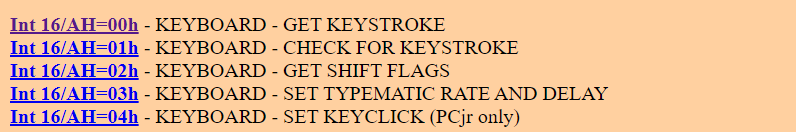 Int 16/AH=00h - KEYBOARD - GET KEYSTROKE
Int 16/AH=01h - KEYBOARD - CHECK FOR KEYSTROKE
Int 16/AH=02h - KEYBOARD - GET SHIFT FLAGS
Int 16/AH=03h - KEYBOARD - SET TYPEMATIC RATE AND DELAY
Int 16/AH=04h - KEYBOARD - SET KEYCLICK (PCjr only)